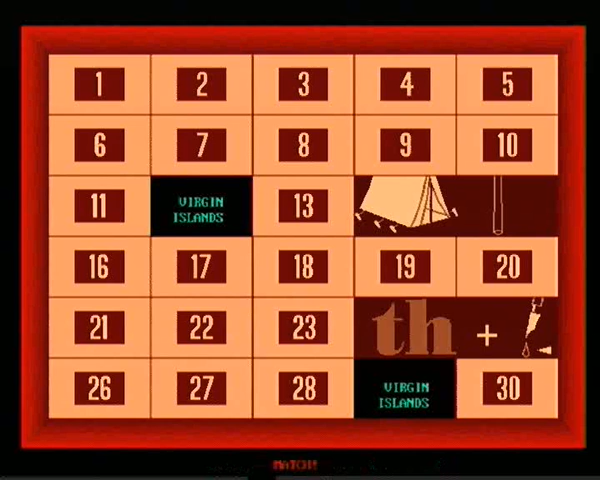 1 2 3 4 5
6 7 8 9 10
11 VIRGIN ISLANDS 13
16 17 18 19 20
21 22 23 th +
26 27 28 VIRGIN ISLANDS 30
MATCH